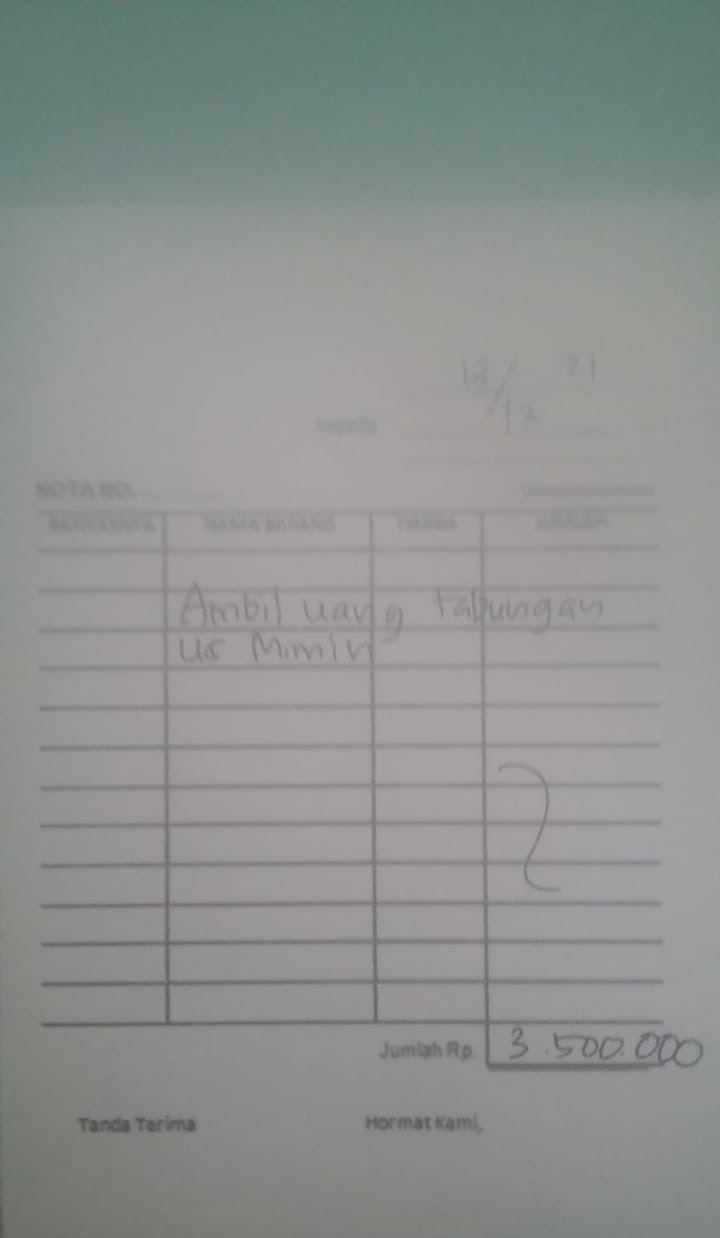 13/12 21
Kepada
NOTA NO.
BANYAKNYA NAMA BARANG HARGA JUMLAH
Ambil uang tabungan
us Mimin
Jumlah Rp. 3.500.000
Tanda Terima Hormat Kami,